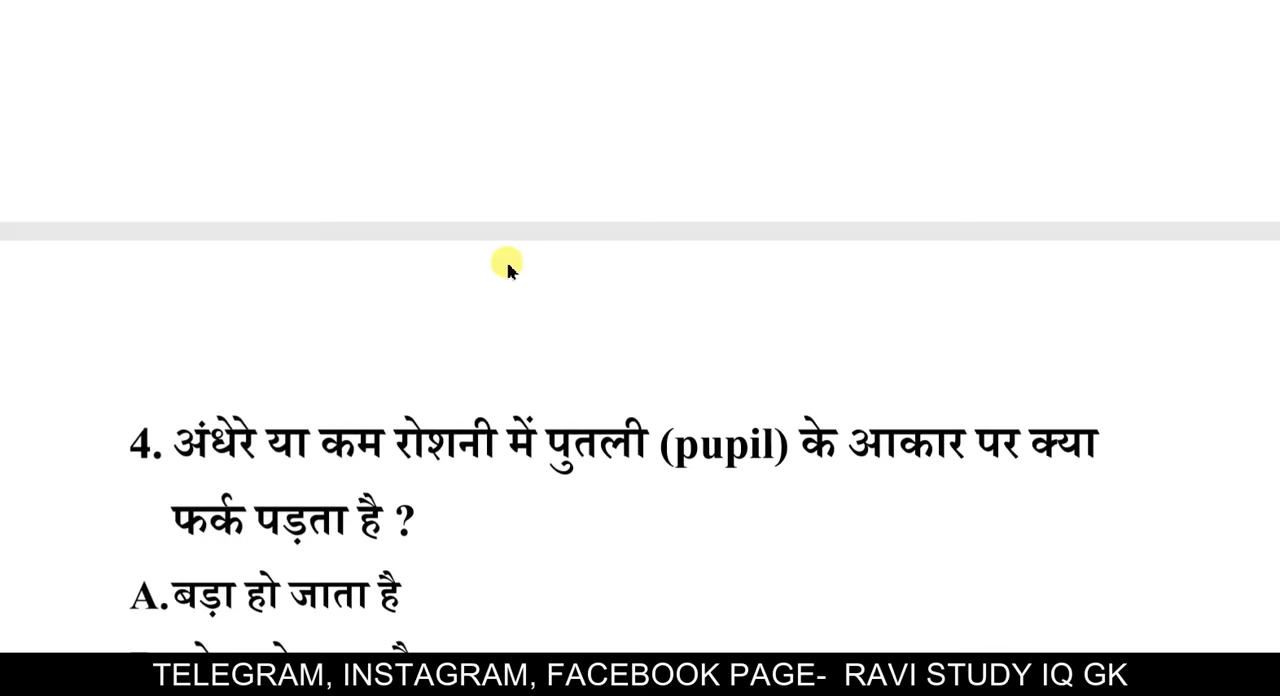 4. अंधेरे या कम रोशनी में पुतली (pupil) के आकार पर क्या
फर्क पड़ता है ?
A.बड़ा हो जाता है
TELEGRAM, INSTAGRAM, FACEBOOK PAGE- RAVI STUDY IQ GK